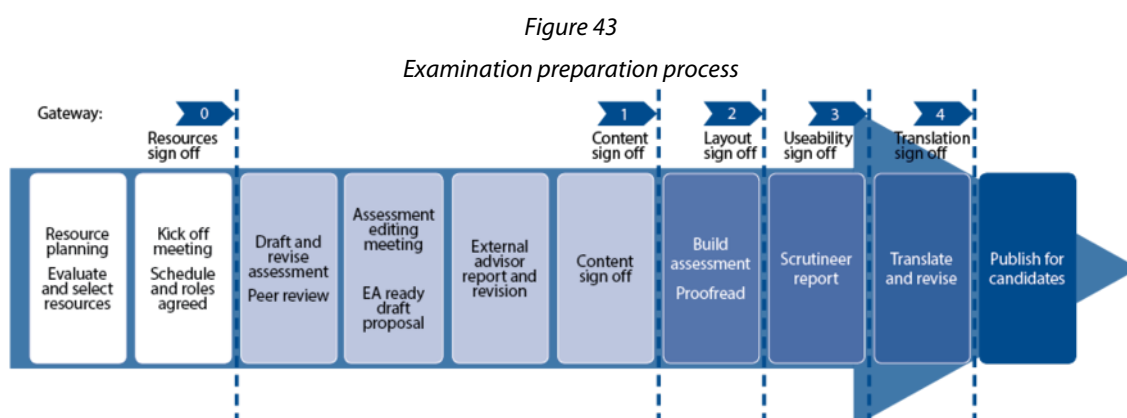 Figure 43
Examination preparation process
Gateway:
0
Resources
sign off
1
Content
sign off
2
Layout
sign off
3
Useability
sign off
4
Translation
sign off
Resource
planning
Evaluate
and select
resources
Kick off
meeting
Schedule
and roles
agreed
Draft and
revise
assessment
Peer review
Assessment
editing
meeting
EA ready
draft
proposal
External
advisor
report and
revision
Content
sign off
Build
assessment
Proofread
Scrutineer
report
Translate
and revise
Publish for
candidates